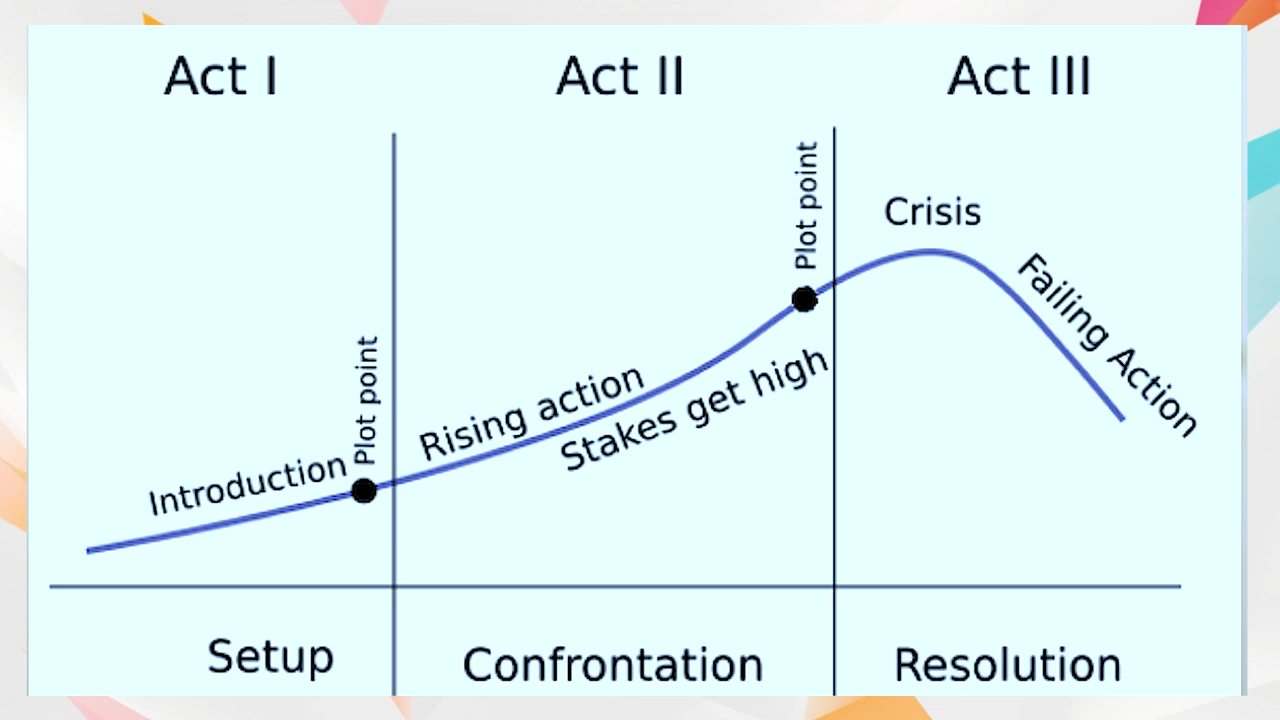 Act I
Act II
Act III
Plot point
Crisis
Failing Action
Plot point
Rising action
Stakes get high
Introduction
Setup
Confrontation
Resolution